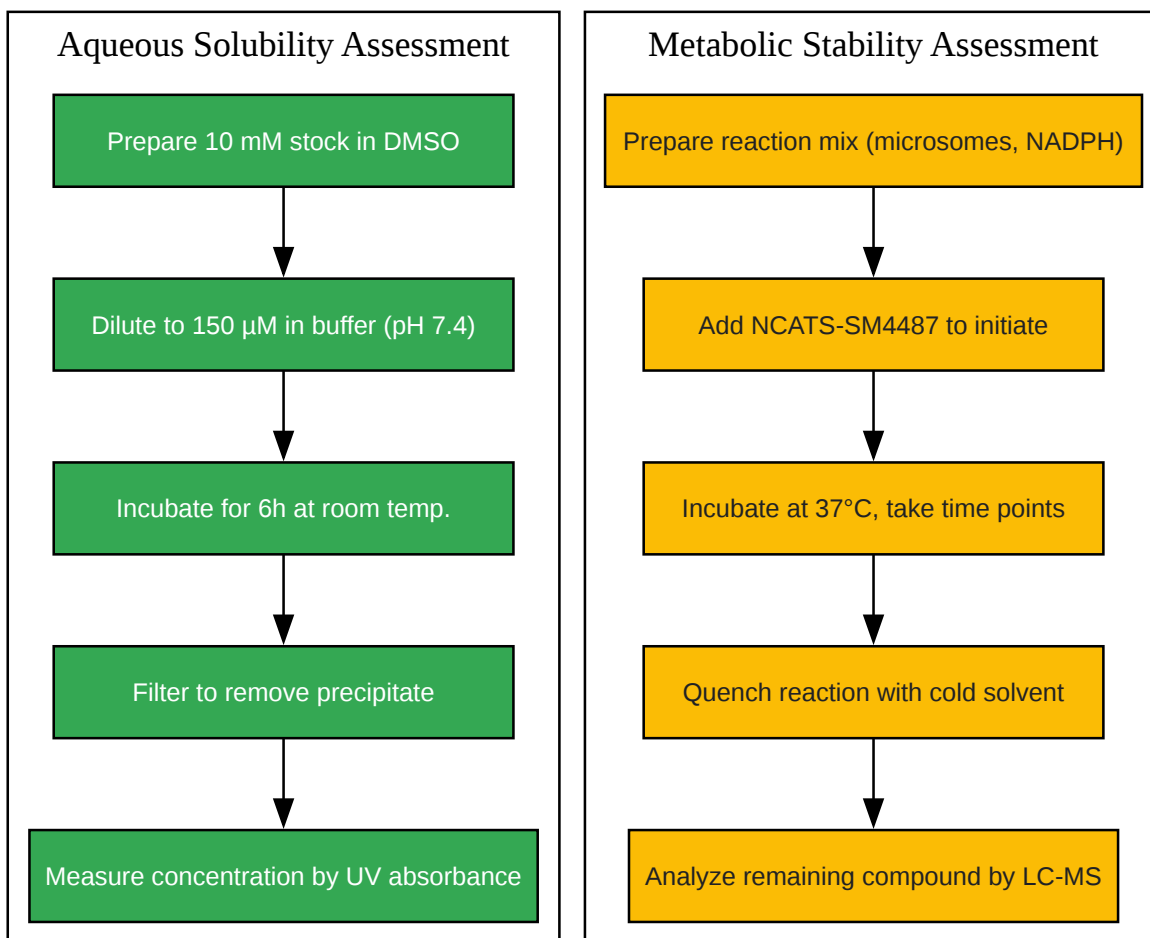 Aqueous Solubility Assessment
Prepare 10 mM stock in DMSO
Dilute to 150 µM in buffer (pH 7.4)
Incubate for 6h at room temp.
Filter to remove precipitate
Measure concentration by UV absorbance
Metabolic Stability Assessment
Prepare reaction mix (microsomes, NADPH)
Add NCATS-SM4487 to initiate
Incubate at 37°C, take time points
Quench reaction with cold solvent
Analyze remaining compound by LC-MS